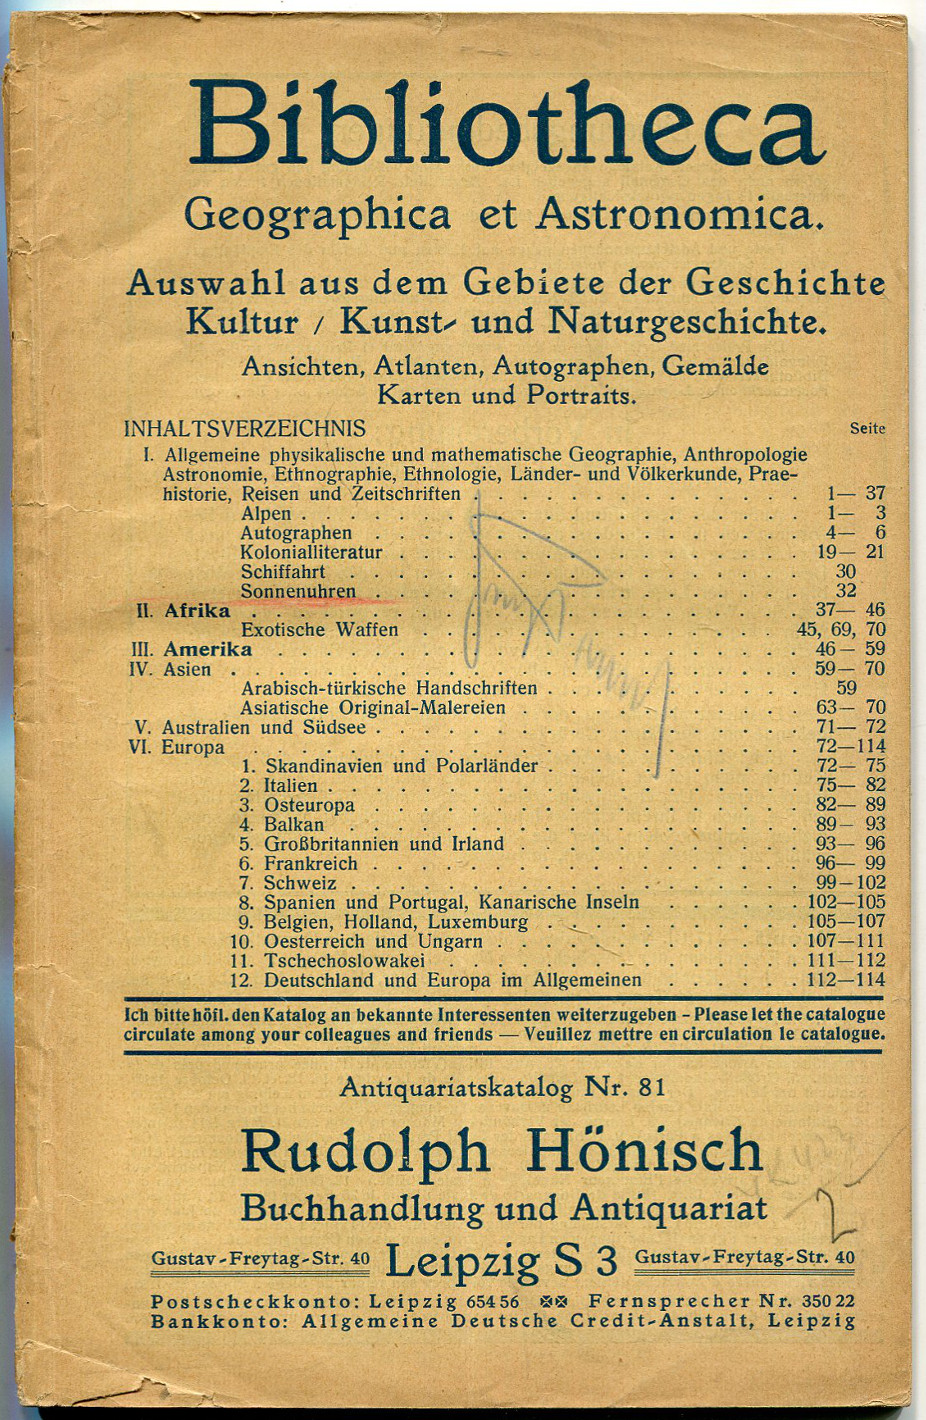 Bibliotheca
Geographica et Astronomica.
Auswahl aus dem Gebiete der Geschichte
Kultur / Kunst- und Naturgeschichte.
Ansichten, Atlanten, Autographen, Gemälde
Karten und Portraits.
INHALTSVERZEICHNIS Seite
I. Allgemeine physikalische und mathematische Geographie, Anthropologie
Astronomie, Ethnographie, Ethnologie, Länder- und Völkerkunde, Prae-
historie, Reisen und Zeitschriften . . . . . . . . . . . . . . 1— 37
Alpen . . . . . . . . . . . . . . . . . . . . . 1— 3
Autographen . . . . . . . . . . . . . . . . . . 4— 6
Kolonialliteratur . . . . . . . . . . . . . . . . . 19— 21
Schiffahrt . . . . . . . . . . . . . . . . . . . 30
Sonnenuhren . . . . . . . . . . . . . . . . . . 32
II. Afrika . . . . . . . . . . . . . . . . . . . . . . . 37— 46
Exotische Waffen . . . . . . . . . . . . . . . . 45, 69, 70
III. Amerika . . . . . . . . . . . . . . . . . . . . . . 46 – 59
IV. Asien . . . . . . . . . . . . . . . . . . . . . . . . 59— 70
Arabisch-türkische Handschriften . . . . . . . . . . . 59
Asiatische Original-Malereien . . . . . . . . . . . . 63— 70
V. Australien und Südsee . . . . . . . . . . . . . . . . . . 71— 72
VI. Europa . . . . . . . . . . . . . . . . . . . . . . . 72—114
1. Skandinavien und Polarländer . . . . . . . . . . . 72— 75
2. Italien . . . . . . . . . . . . . . . . . . . . 75— 82
3. Osteuropa . . . . . . . . . . . . . . . . . . 82— 89
4. Balkan . . . . . . . . . . . . . . . . . . . 89— 93
5. Großbritannien und Irland . . . . . . . . . . . . 93— 96
6. Frankreich . . . . . . . . . . . . . . . . . . 96— 99
7. Schweiz . . . . . . . . . . . . . . . . . . . 99–102
8. Spanien und Portugal, Kanarische Inseln . . . . . . 102—105
9. Belgien, Holland, Luxemburg . . . . . . . . . . . 105—107
10. Oesterreich und Ungarn . . . . . . . . . . . . . 107—111
11. Tschechoslowakei . . . . . . . . . . . . . . . 111—112
12. Deutschland und Europa im Allgemeinen . . . . . . 112—114
Ich bitte höfl. den Katalog an bekannte Interessenten weiterzugeben – Please let the catalogue
circulate among your colleagues and friends — Veuillez mettre en circulation le catalogue.
Antiquariatskatalog Nr. 81
Rudolph Hönisch
Buchhandlung und Antiquariat
Gustav-Freytag-Str. 40 Leipzig S 3 Gustav-Freytag-Str. 40
Postscheckkonto: Leipzig 654 56 Fernsprecher Nr. 350 22
Bankkonto: Allgemeine Deutsche Credit-Anstalt, Leipzig